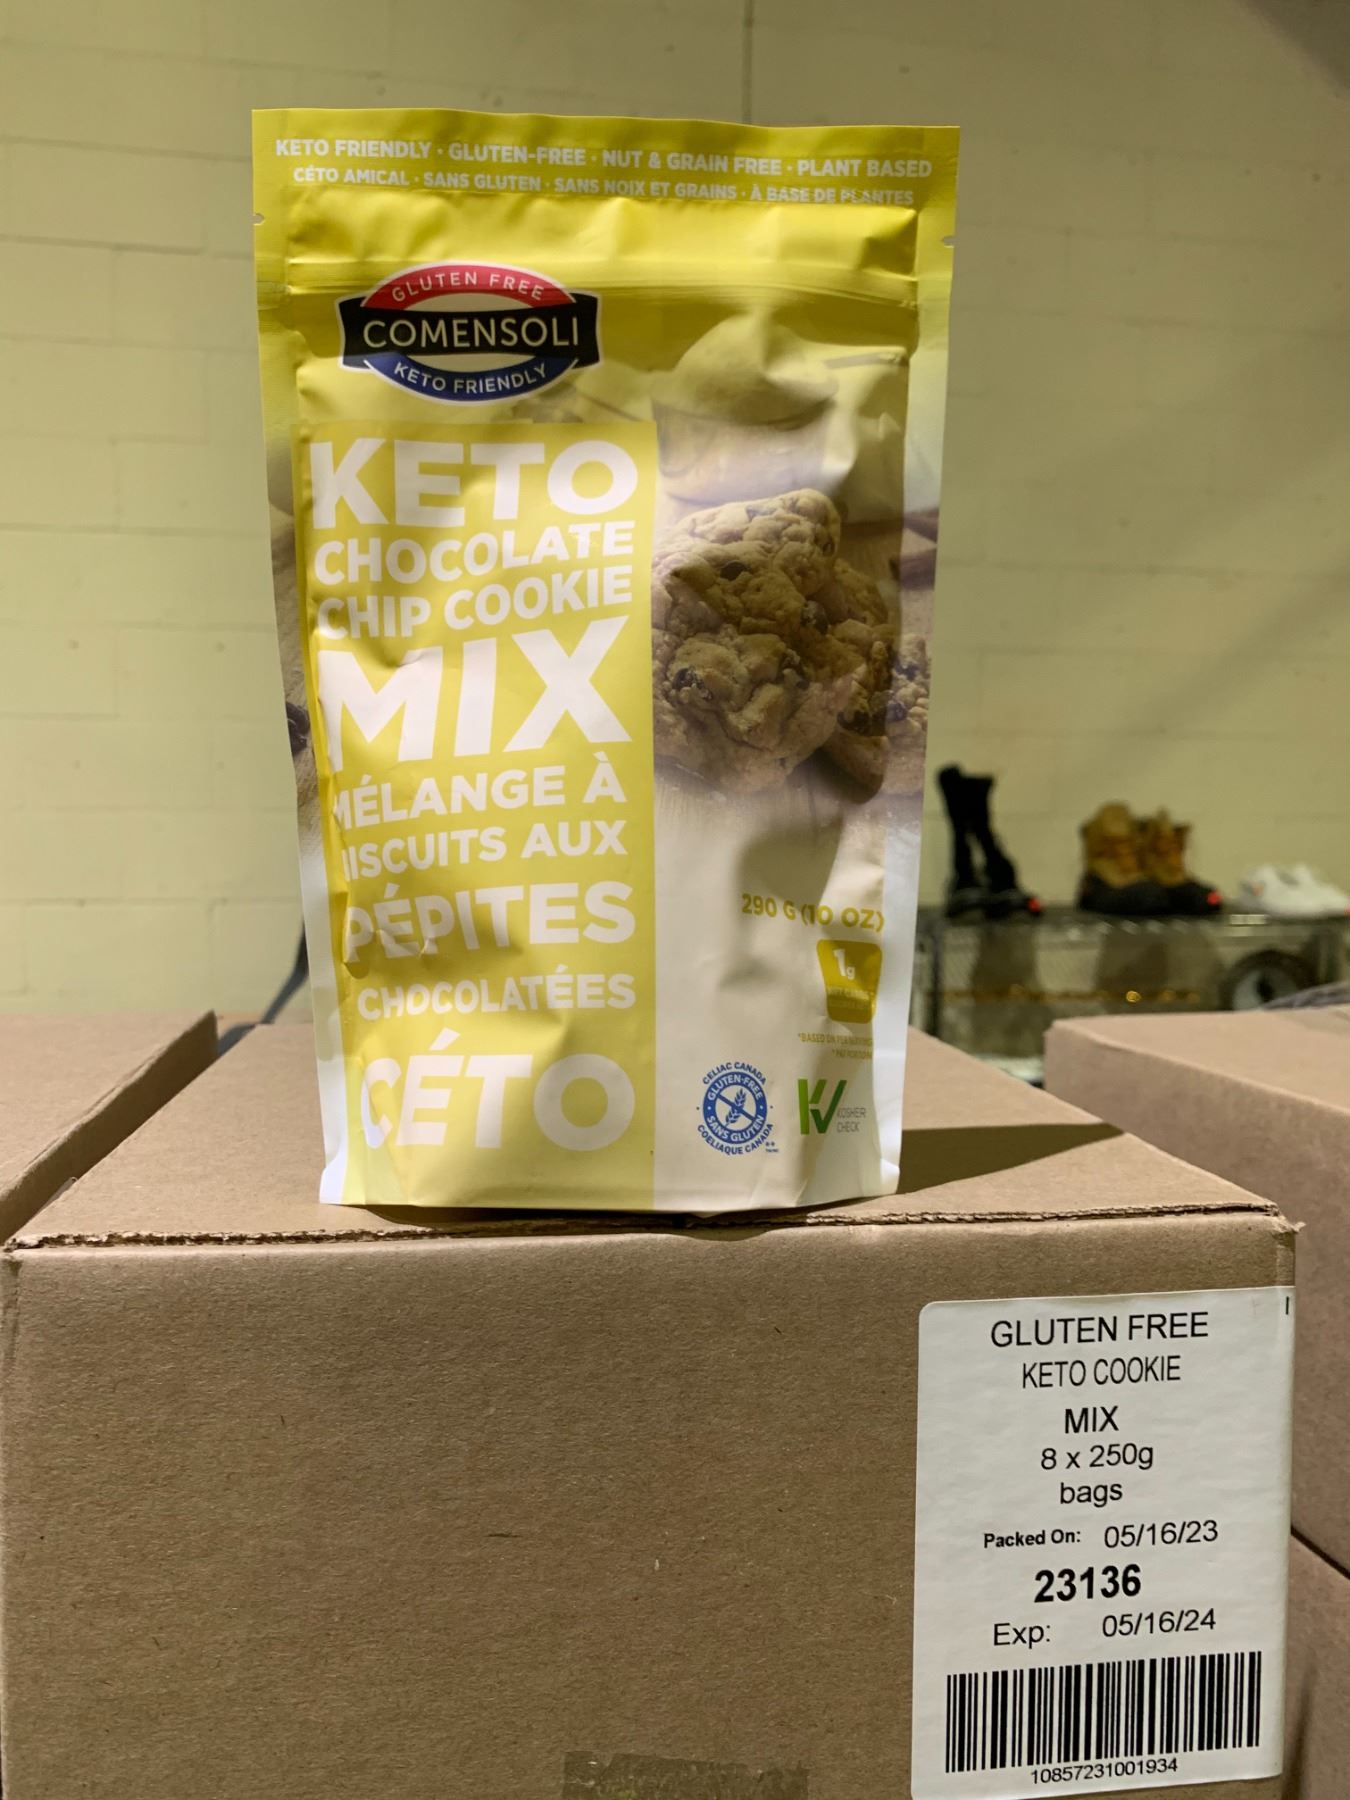 KETO FRIENDLY · GLUTEN-FREE · NUT & GRAIN FREE · PLANT BASED
CÉTO AMICAL · SANS GLUTEN · SANS NOIX ET GRAINS · À BASE DE PLANTES
GLUTEN FREE
COMENSOLI
KETO FRIENDLY
KETO
CHOCOLATE
CHIP COOKIE
MIX
MÉLANGE À
BISCUITS AUX
PÉPITES
CHOCOLATÉES
CÉTO
290 G (10 OZ)
1g
CELIAC CANADA
GLUTEN-FREE
SANS GLUTEN
COELIAQUE CANADA
KOSHER
CHECK
GLUTEN FREE
KETO COOKIE
MIX
8 x 250g
bags
Packed On: 05/16/23
23136
Exp: 05/16/24
10857231001934